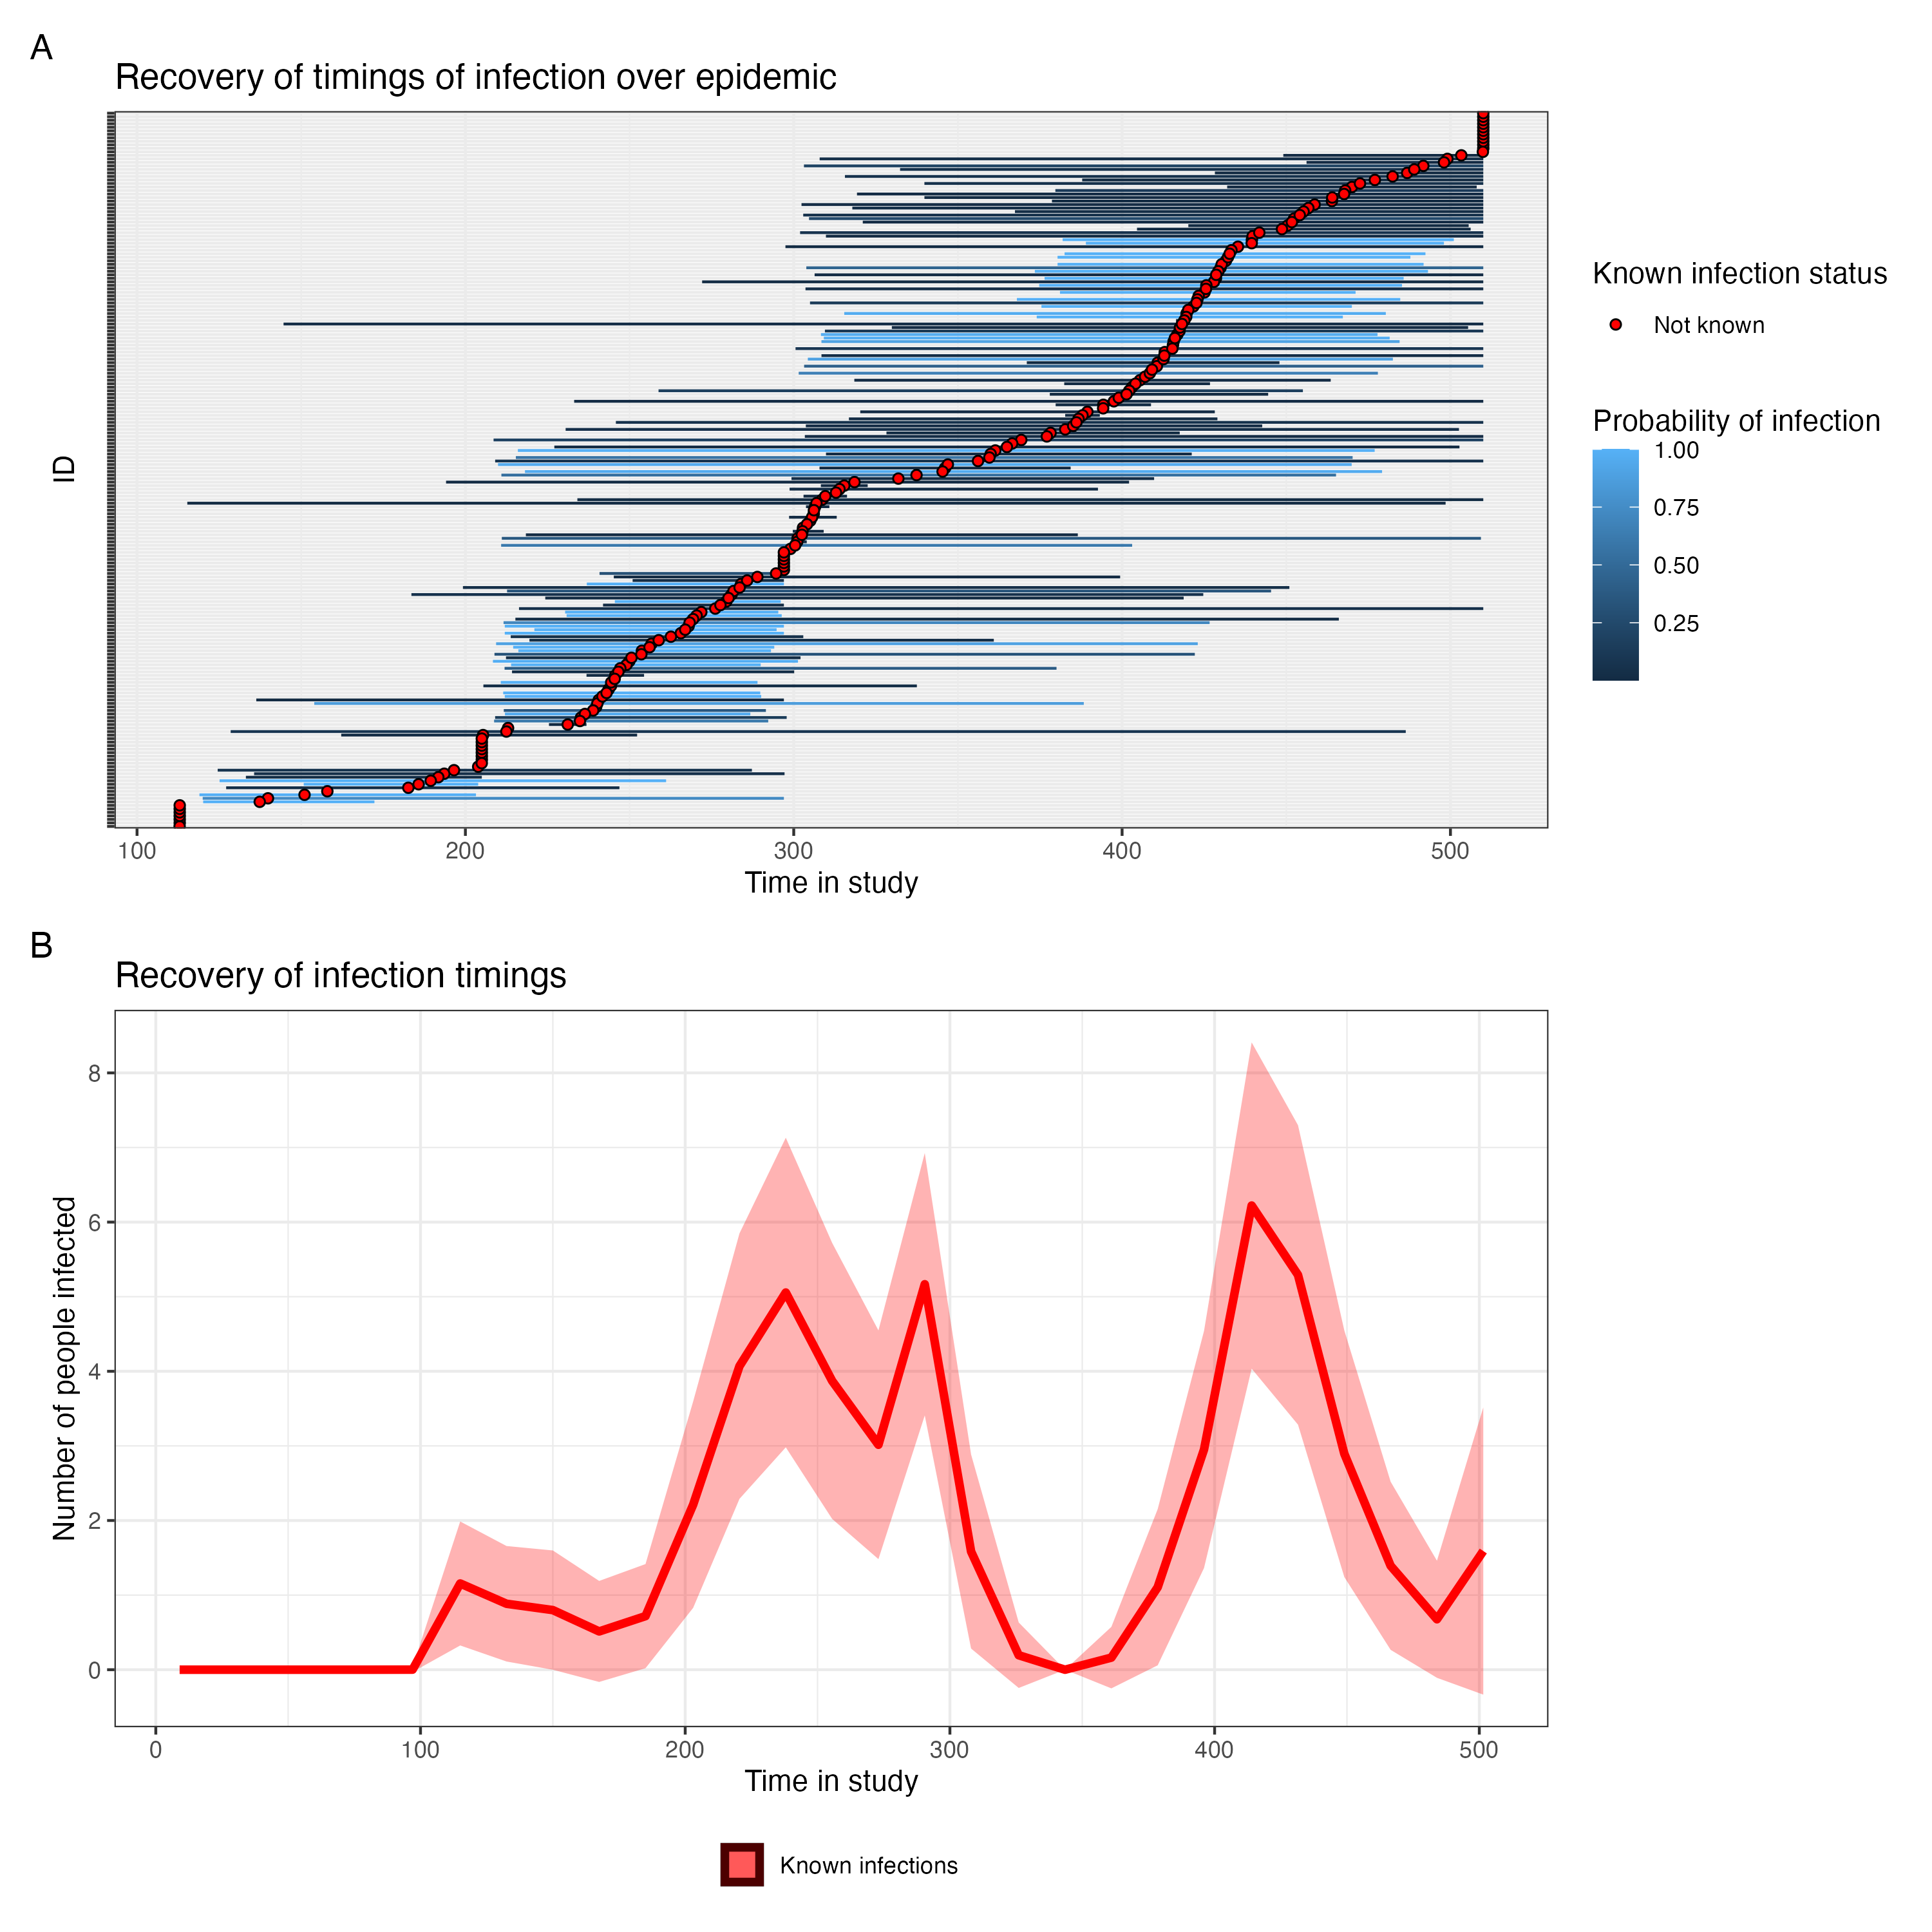 A
Recovery of timings of infection over epidemic
ID
100 200 300 400 500
Time in study
Known infection status
Not known
Probability of infection
1.00
0.75
0.50
0.25
B
Recovery of infection timings
Number of people infected
8
6
4
2
0
0 100 200 300 400 500
Time in study
Known infections